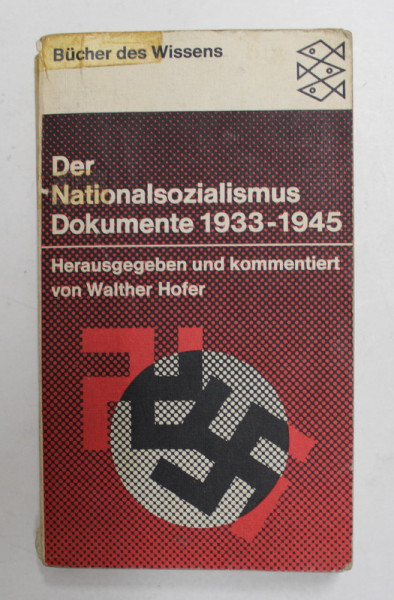 Bücher des Wissens
Der
Nationalsozialismus
Dokumente 1933-1945
Herausgegeben und kommentiert
von Walther Hofer